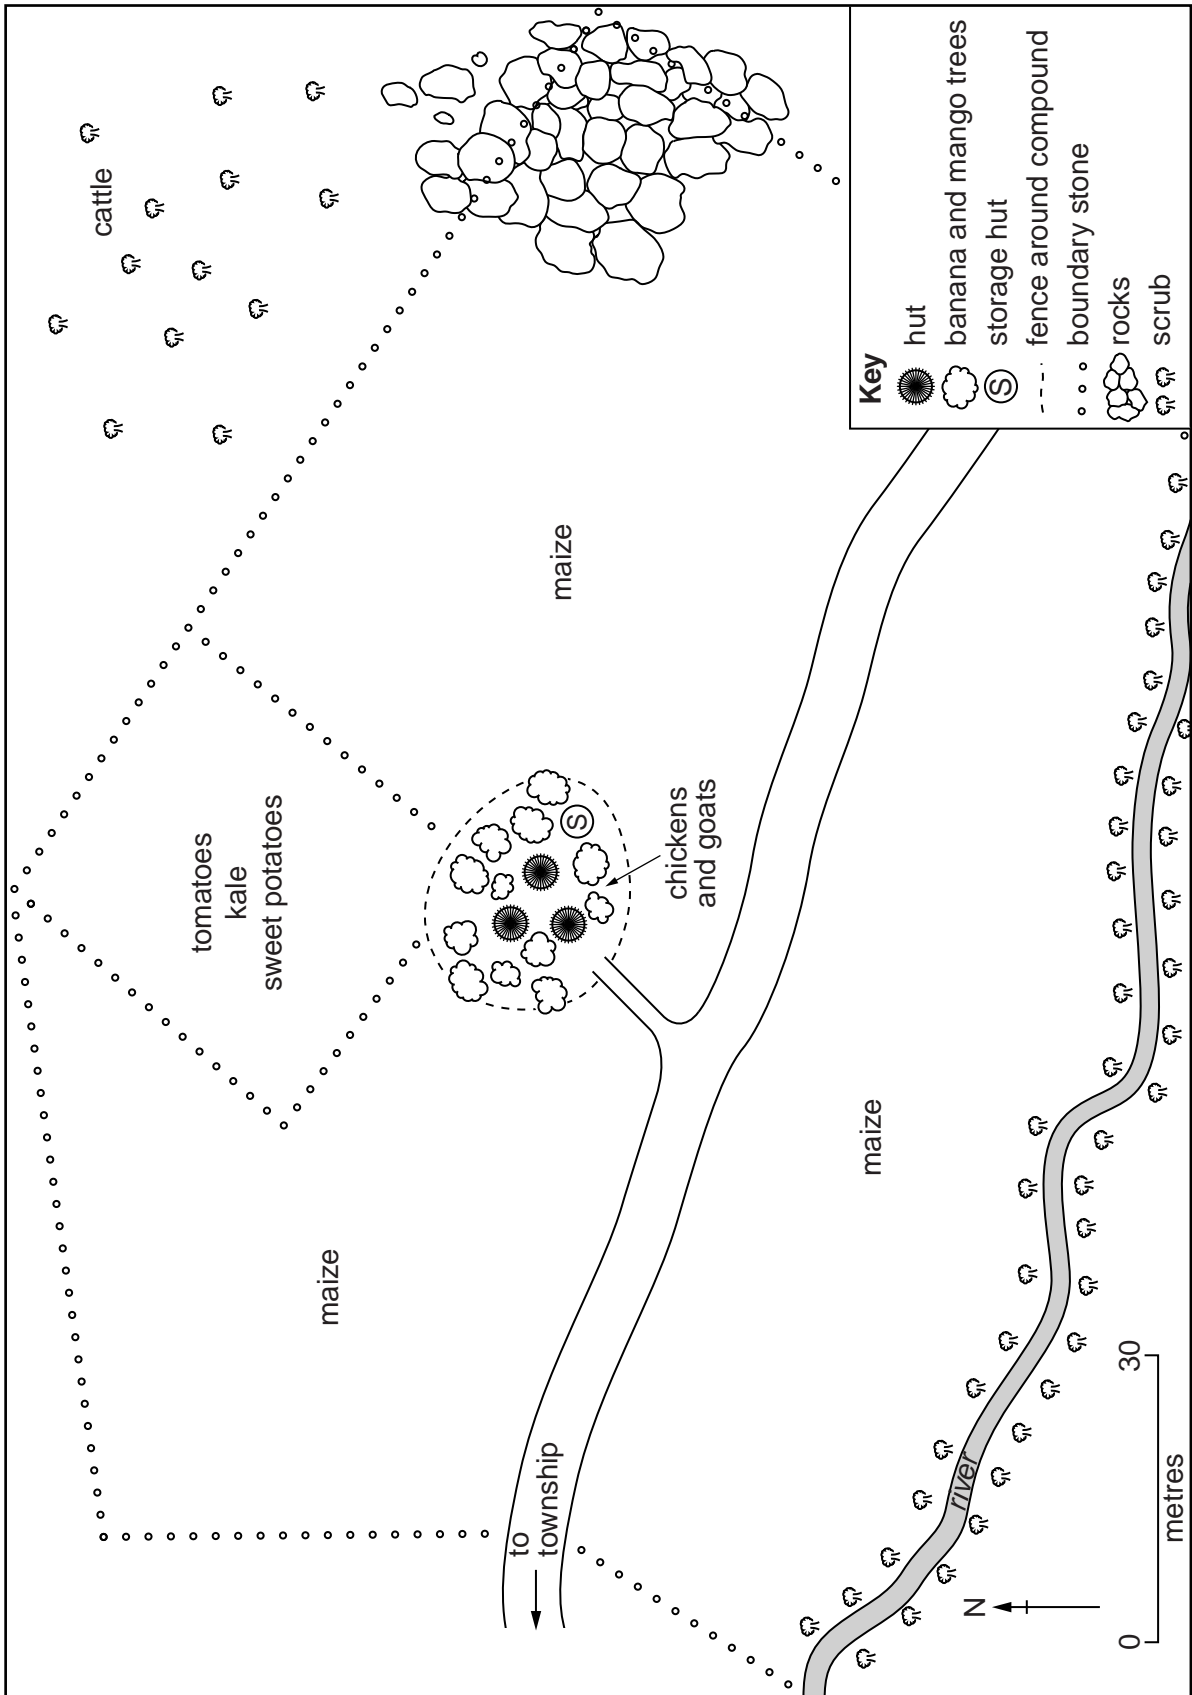 cattle
tomatoes
kale
sweet potatoes
maize
maize
S
chickens
and goats
to
township
maize
river
N
0
30
metres
Key
hut
banana and mango trees
S
storage hut
fence around compound
boundary stone
rocks
scrub